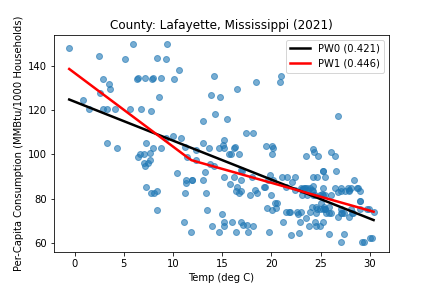 County: Lafayette, Mississippi (2021)
PW0 (0.421)
PW1 (0.446)
Per-Capita Consumption (MMBtu/1000 Households)
140
120
100
80
60
0 5 10 15 20 25 30
Temp (deg C)